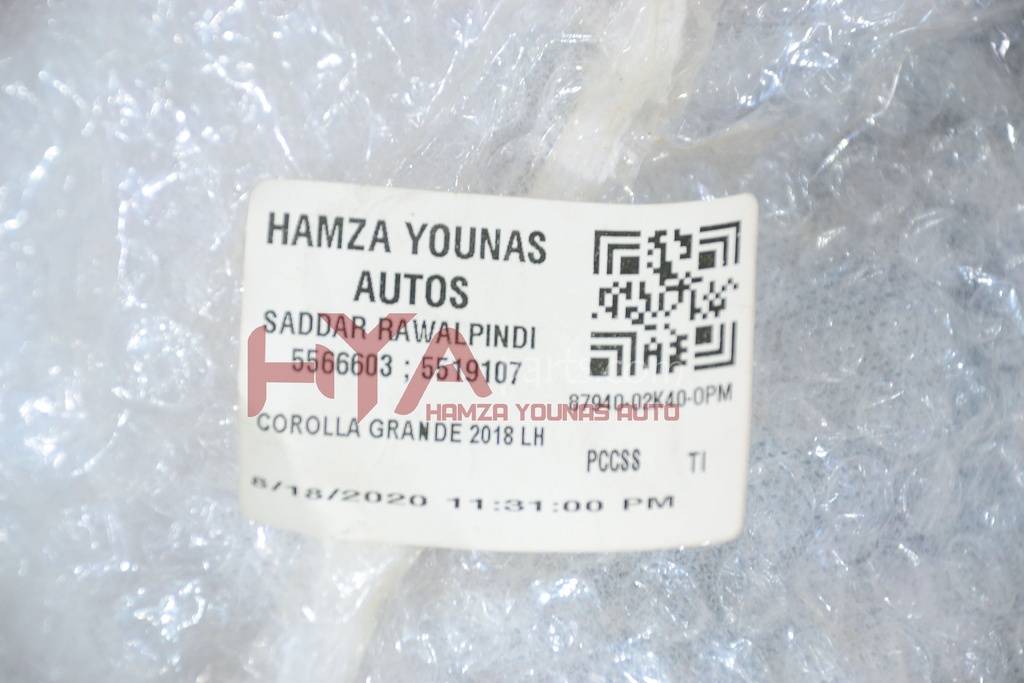 HAMZA YOUNAS
AUTOS
SADDAR RAWALPINDI
5566603 ; 5519107
87940-02K40-0PM
HYA
HAMZA YOUNAS AUTO
COROLLA GRANDE 2018 LH
PCCSS TI
8/18/2020 11:31:00 PM